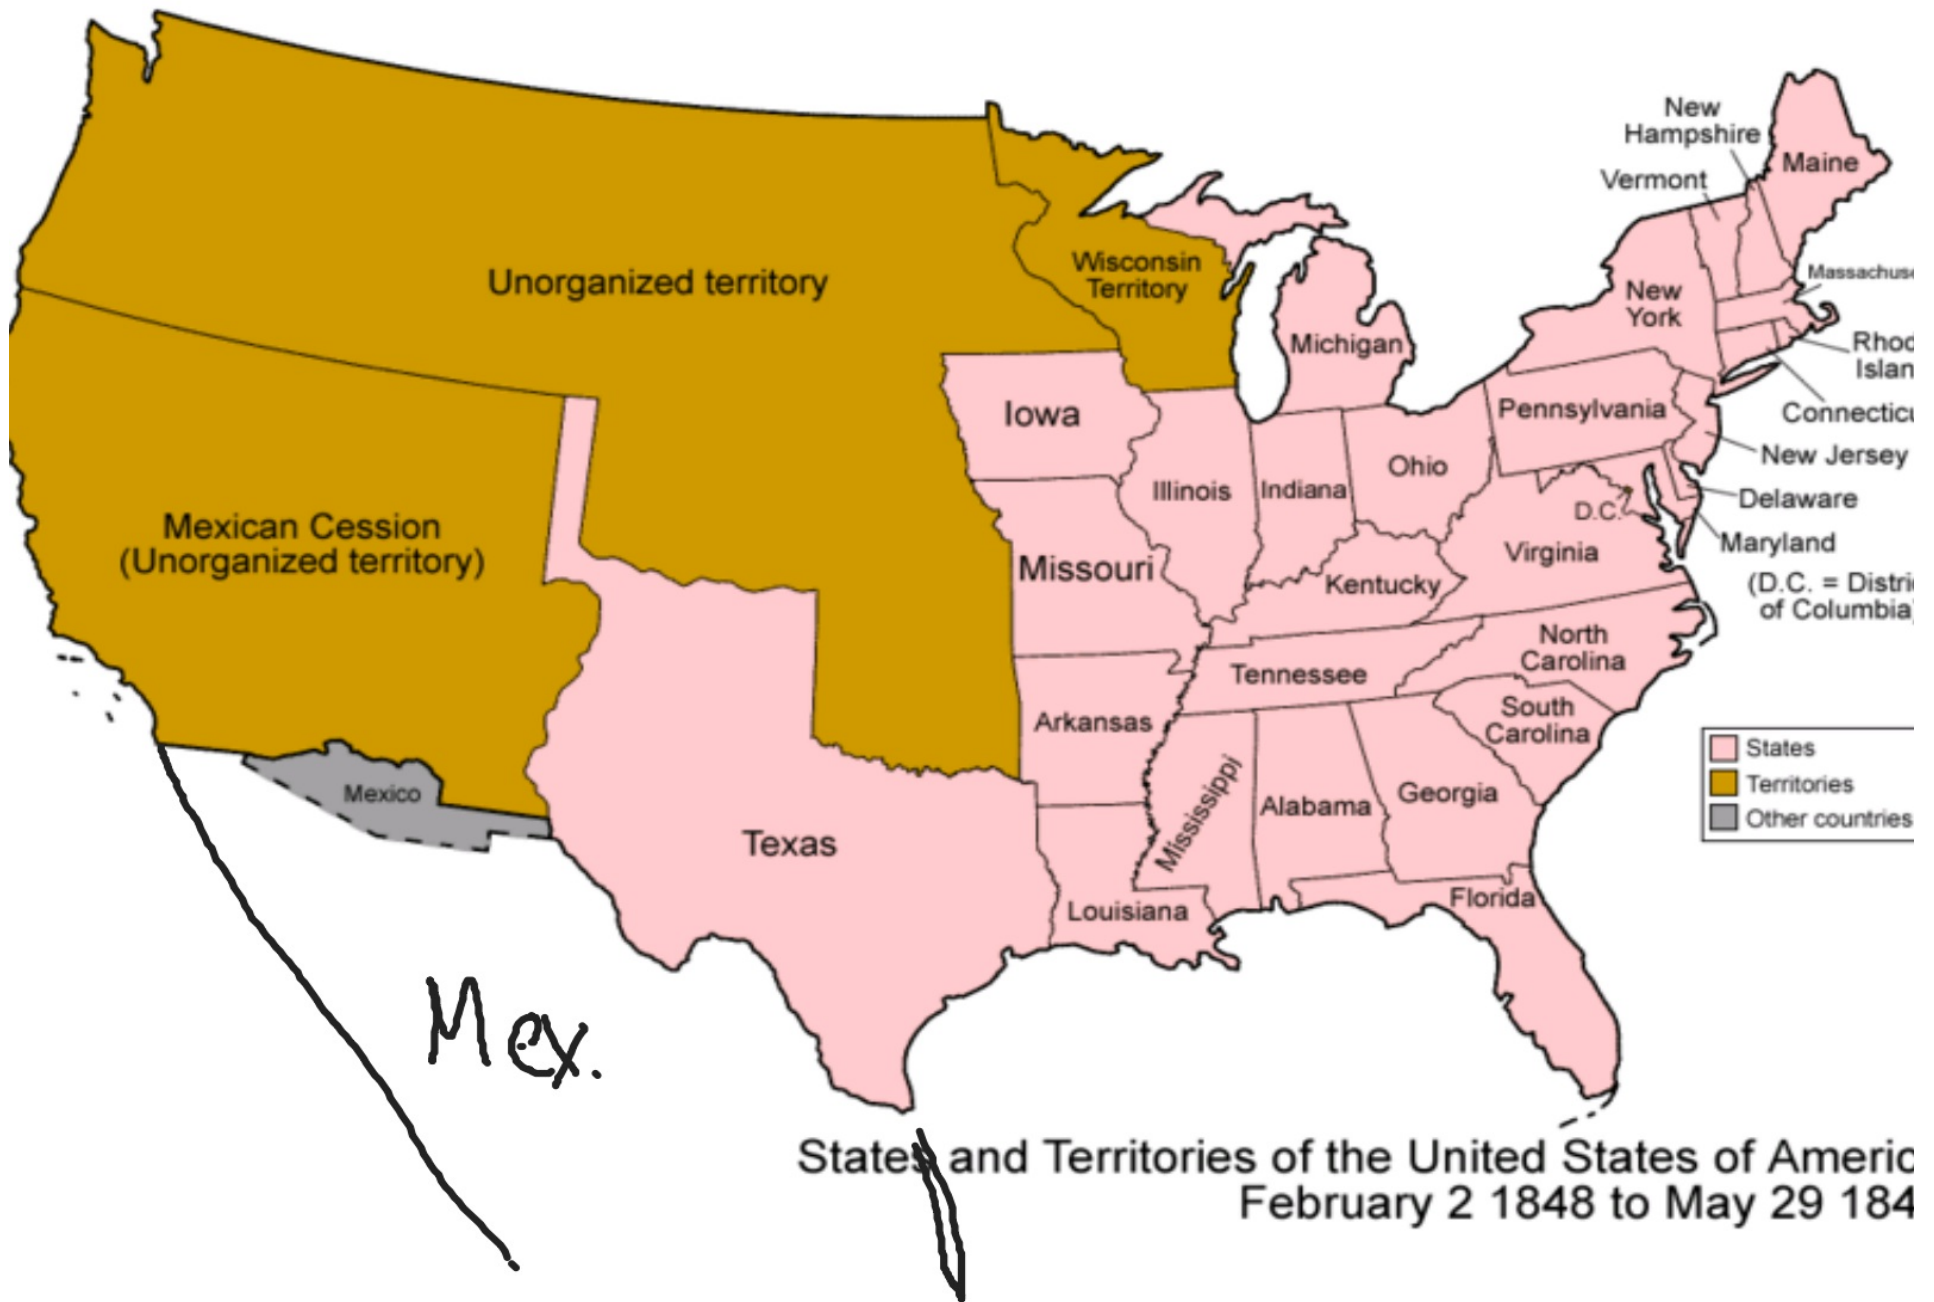 New
Hampshire
Maine
Vermont
Massachuse
Unorganized territory
Wisconsin
Territory
New
York
Michigan
Rhod
Islan
Iowa
Pennsylvania
Connecticu
New Jersey
Illinois
Indiana
Ohio
Delaware
D.C.
Mexican Cession
(Unorganized territory)
Missouri
Virginia
Maryland
Kentucky
(D.C. = Distri
of Columbia)
North
Carolina
Tennessee
South
Carolina
Arkansas
States
Territories
Other countries
Mexico
Mississippi
Alabama
Georgia
Texas
Louisiana
Florida
Mex.
States and Territories of the United States of Americ
February 2 1848 to May 29 184